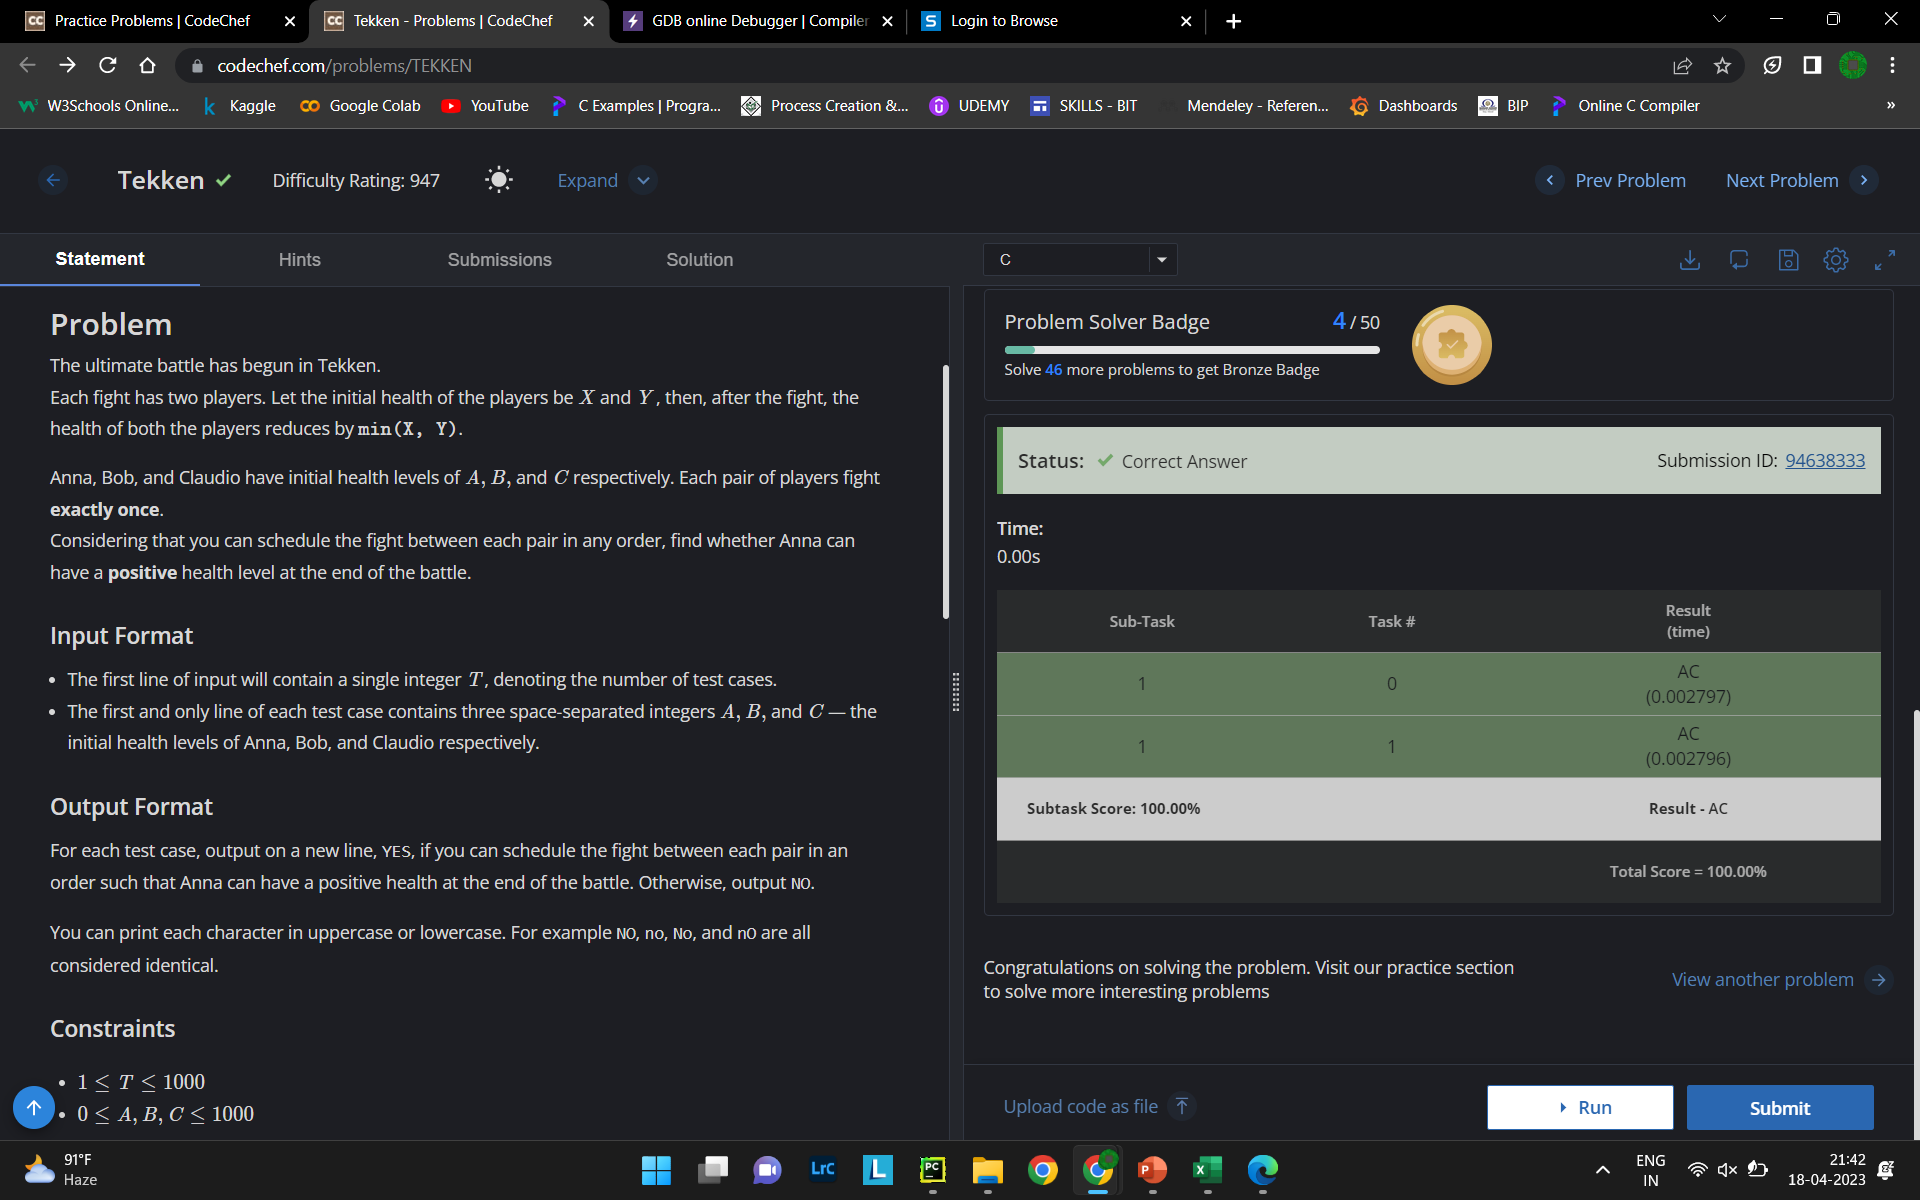 Practice Problems | CodeChef
Tekken - Problems | CodeChef
GDB online Debugger | Compiler
Login to Browse
codechef.com/problems/TEKKEN
W3Schools Online... Kaggle Google Colab YouTube C Examples | Progra... Process Creation &... UDEMY SKILLS - BIT Mendeley - Referen... Dashboards BIP Online C Compiler »
Tekken Difficulty Rating: 947 Expand Prev Problem Next Problem
Statement Hints Submissions Solution C
Problem
The ultimate battle has begun in Tekken.
Each fight has two players. Let the initial health of the players be X and Y, then, after the fight, the
health of both the players reduces by min(X, Y).
Anna, Bob, and Claudio have initial health levels of A, B, and C respectively. Each pair of players fight
exactly once.
Considering that you can schedule the fight between each pair in any order, find whether Anna can
have a positive health level at the end of the battle.
Input Format
• The first line of input will contain a single integer T, denoting the number of test cases.
• The first and only line of each test case contains three space-separated integers A, B, and C — the
initial health levels of Anna, Bob, and Claudio respectively.
Output Format
For each test case, output on a new line, YES, if you can schedule the fight between each pair in an
order such that Anna can have a positive health at the end of the battle. Otherwise, output NO.
You can print each character in uppercase or lowercase. For example NO, no, No, and nO are all
considered identical.
Constraints
• 1 ≤ T ≤ 1000
• 0 ≤ A, B, C ≤ 1000
Problem Solver Badge 4 / 50
Solve 46 more problems to get Bronze Badge
Status: Correct Answer Submission ID: 94638333
Time:
0.00s
Sub-Task Task # Result
(time)
1 0 AC
(0.002797)
1 1 AC
(0.002796)
Subtask Score: 100.00% Result - AC
Total Score = 100.00%
Congratulations on solving the problem. Visit our practice section
to solve more interesting problems
View another problem
Upload code as file Run Submit
91°F
Haze
LrC
L
PC
P
X
ENG
IN
21:42
18-04-2023